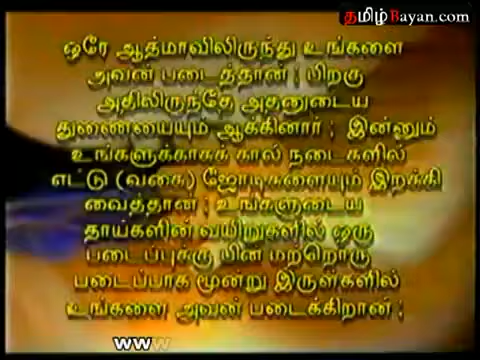 தமிழ்Bayan.com
ஒரே ஆத்மாவிலிருந்து உங்களை
அவன் படைத்தான் ; பிறகு
அதிலிருந்தே அதனுடைய
துணையையும் ஆக்கினார் ; இன்னும்
உங்களுக்காகக் கால் நடைகளில்
எட்டு (வகை) ஜோடிகளையும் இறக்கி
வைத்தான் ; உங்களுடைய
தாய்களின் வயிறுகளில் ஒரு
படைப்புக்கு பின் மற்றொரு
படைப்பாக மூன்று இருள்களில்
உங்களை அவன் படைக்கிறான் ;
www